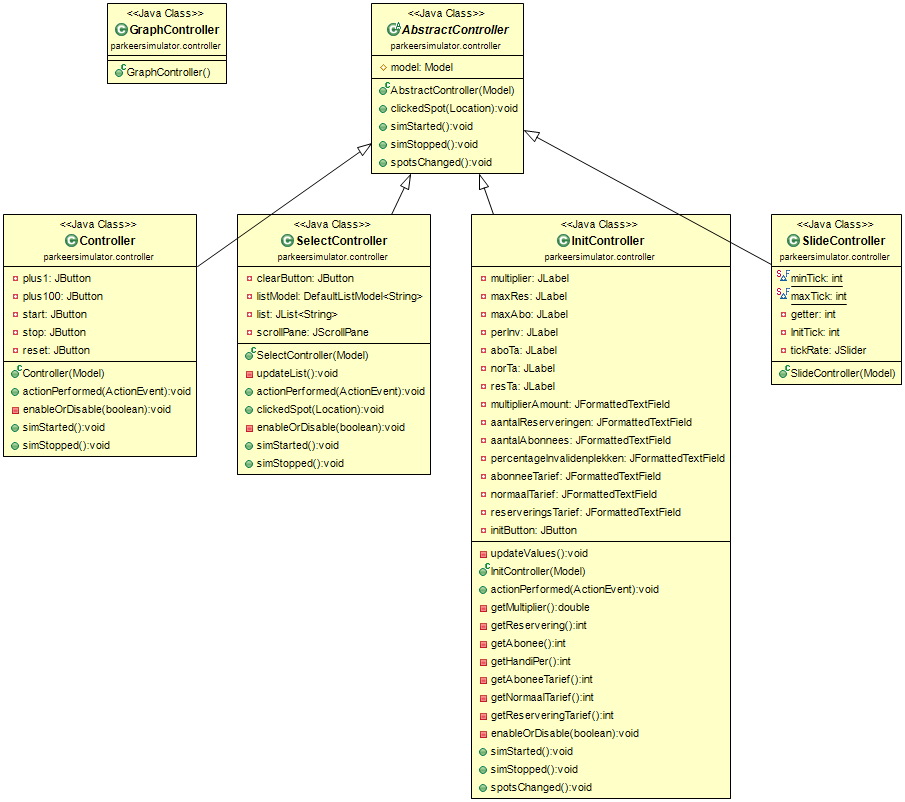 <<Java Class>>
GraphController
parkeersimulator.controller
GraphController()
<<Java Class>>
AbstractController
parkeersimulator.controller
model: Model
AbstractController(Model)
clickedSpot(Location):void
simStarted():void
simStopped():void
spotsChanged():void
<<Java Class>>
Controller
parkeersimulator.controller
plus1: JButton
plus100: JButton
start: JButton
stop: JButton
reset: JButton
Controller(Model)
actionPerformed(ActionEvent):void
enableOrDisable(boolean):void
simStarted():void
simStopped():void
<<Java Class>>
SelectController
parkeersimulator.controller
clearButton: JButton
listModel: DefaultListModel<String>
list: JList<String>
scrollPane: JScrollPane
SelectController(Model)
updateList():void
actionPerformed(ActionEvent):void
clickedSpot(Location):void
enableOrDisable(boolean):void
simStarted():void
simStopped():void
<<Java Class>>
InitController
parkeersimulator.controller
multiplier: JLabel
maxRes: JLabel
maxAbo: JLabel
perInv: JLabel
aboTa: JLabel
norTa: JLabel
resTa: JLabel
multiplierAmount: JFormattedTextField
aantalReserveringen: JFormattedTextField
aantalAbonnees: JFormattedTextField
percentageInvalidenplekken: JFormattedTextField
abonneeTarief: JFormattedTextField
normaalTarief: JFormattedTextField
reserveringsTarief: JFormattedTextField
initButton: JButton
updateValues():void
InitController(Model)
actionPerformed(ActionEvent):void
getMultiplier():double
getReservering():int
getAbonee():int
getHandiPer():int
getAboneeTarief():int
getNormaalTarief():int
getReserveringTarief():int
enableOrDisable(boolean):void
simStarted():void
simStopped():void
spotsChanged():void
<<Java Class>>
SlideController
parkeersimulator.controller
minTick: int
maxTick: int
getter: int
InitTick: int
tickRate: JSlider
SlideController(Model)